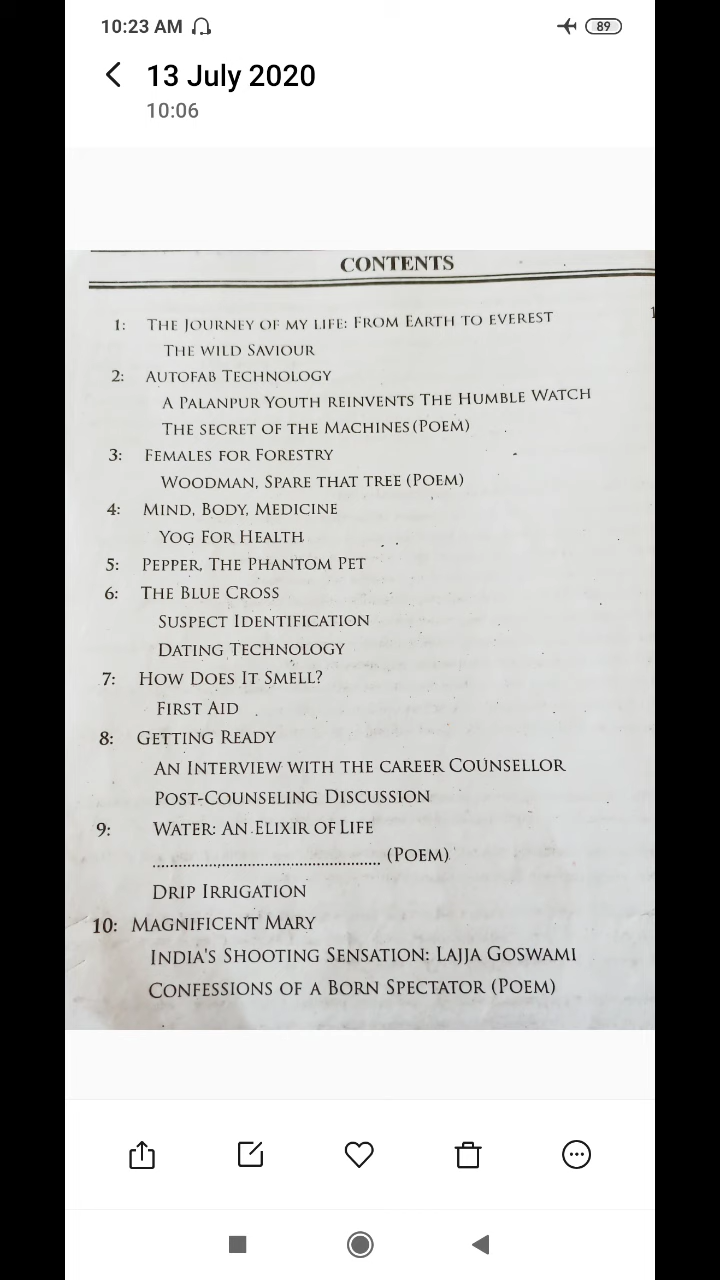 10:23 AM 89
13 July 2020
10:06
CONTENTS
1: THE JOURNEY OF MY LIFE: FROM EARTH TO EVEREST 1
THE WILD SAVIOUR
2: AUTOFAB TECHNOLOGY
A PALANPUR YOUTH REINVENTS THE HUMBLE WATCH
THE SECRET OF THE MACHINES (POEM)
3: FEMALES FOR FORESTRY
WOODMAN, SPARE THAT TREE (POEM)
4: MIND, BODY, MEDICINE
YOG FOR HEALTH
5: PEPPER, THE PHANTOM PET
6: THE BLUE CROSS
SUSPECT IDENTIFICATION
DATING TECHNOLOGY
7: HOW DOES IT SMELL?
FIRST AID
8: GETTING READY
AN INTERVIEW WITH THE CAREER COUNSELLOR
POST-COUNSELING DISCUSSION
9: WATER: AN ELIXIR OF LIFE
............................................. (POEM)
DRIP IRRIGATION
10: MAGNIFICENT MARY
INDIA'S SHOOTING SENSATION: LAJJA GOSWAMI
CONFESSIONS OF A BORN SPECTATOR (POEM)